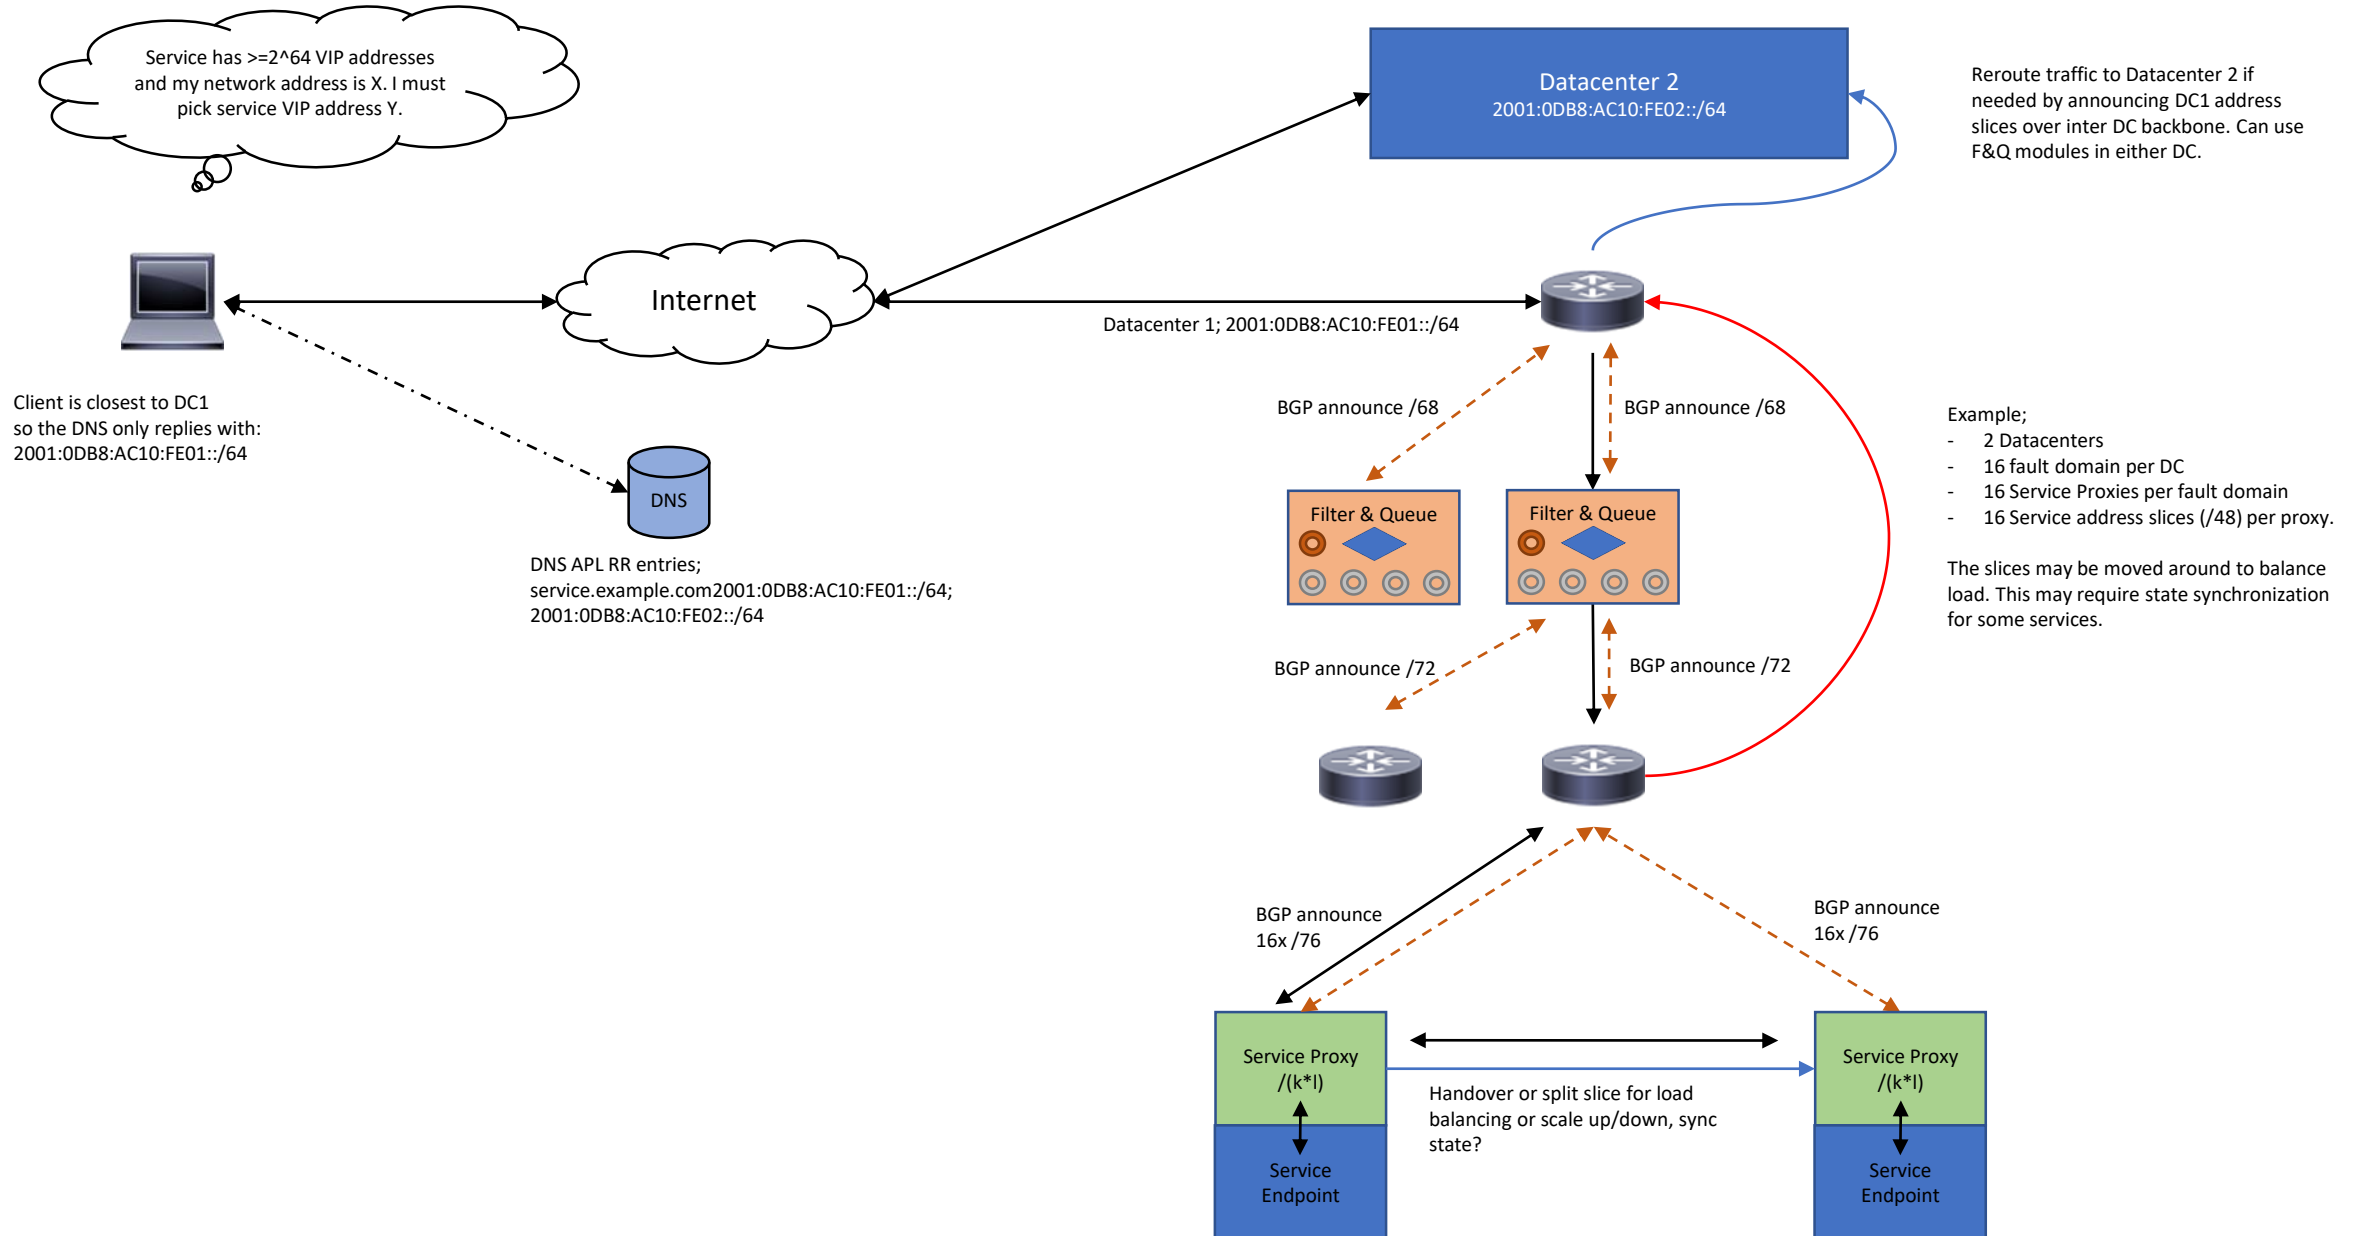 Service has >=2^64 VIP addresses
and my network address is X. I must
pick service VIP address Y.
Datacenter 2
2001:0DB8:AC10:FE02::/64
Reroute traffic to Datacenter 2 if
needed by announcing DC1 address
slices over inter DC backbone. Can use
F&Q modules in either DC.
Internet
Datacenter 1; 2001:0DB8:AC10:FE01::/64
Client is closest to DC1
so the DNS only replies with:
2001:0DB8:AC10:FE01::/64
DNS
DNS APL RR entries;
service.example.com2001:0DB8:AC10:FE01::/64;
2001:0DB8:AC10:FE02::/64
BGP announce /68
BGP announce /68
Filter & Queue
Filter & Queue
Example;
- 2 Datacenters
- 16 fault domain per DC
- 16 Service Proxies per fault domain
- 16 Service address slices (/48) per proxy.
The slices may be moved around to balance
load. This may require state synchronization
for some services.
BGP announce /72
BGP announce /72
BGP announce
16x /76
BGP announce
16x /76
Service Proxy
/(k*l)
Service
Endpoint
Handover or split slice for load
balancing or scale up/down, sync
state?
Service Proxy
/(k*l)
Service
Endpoint